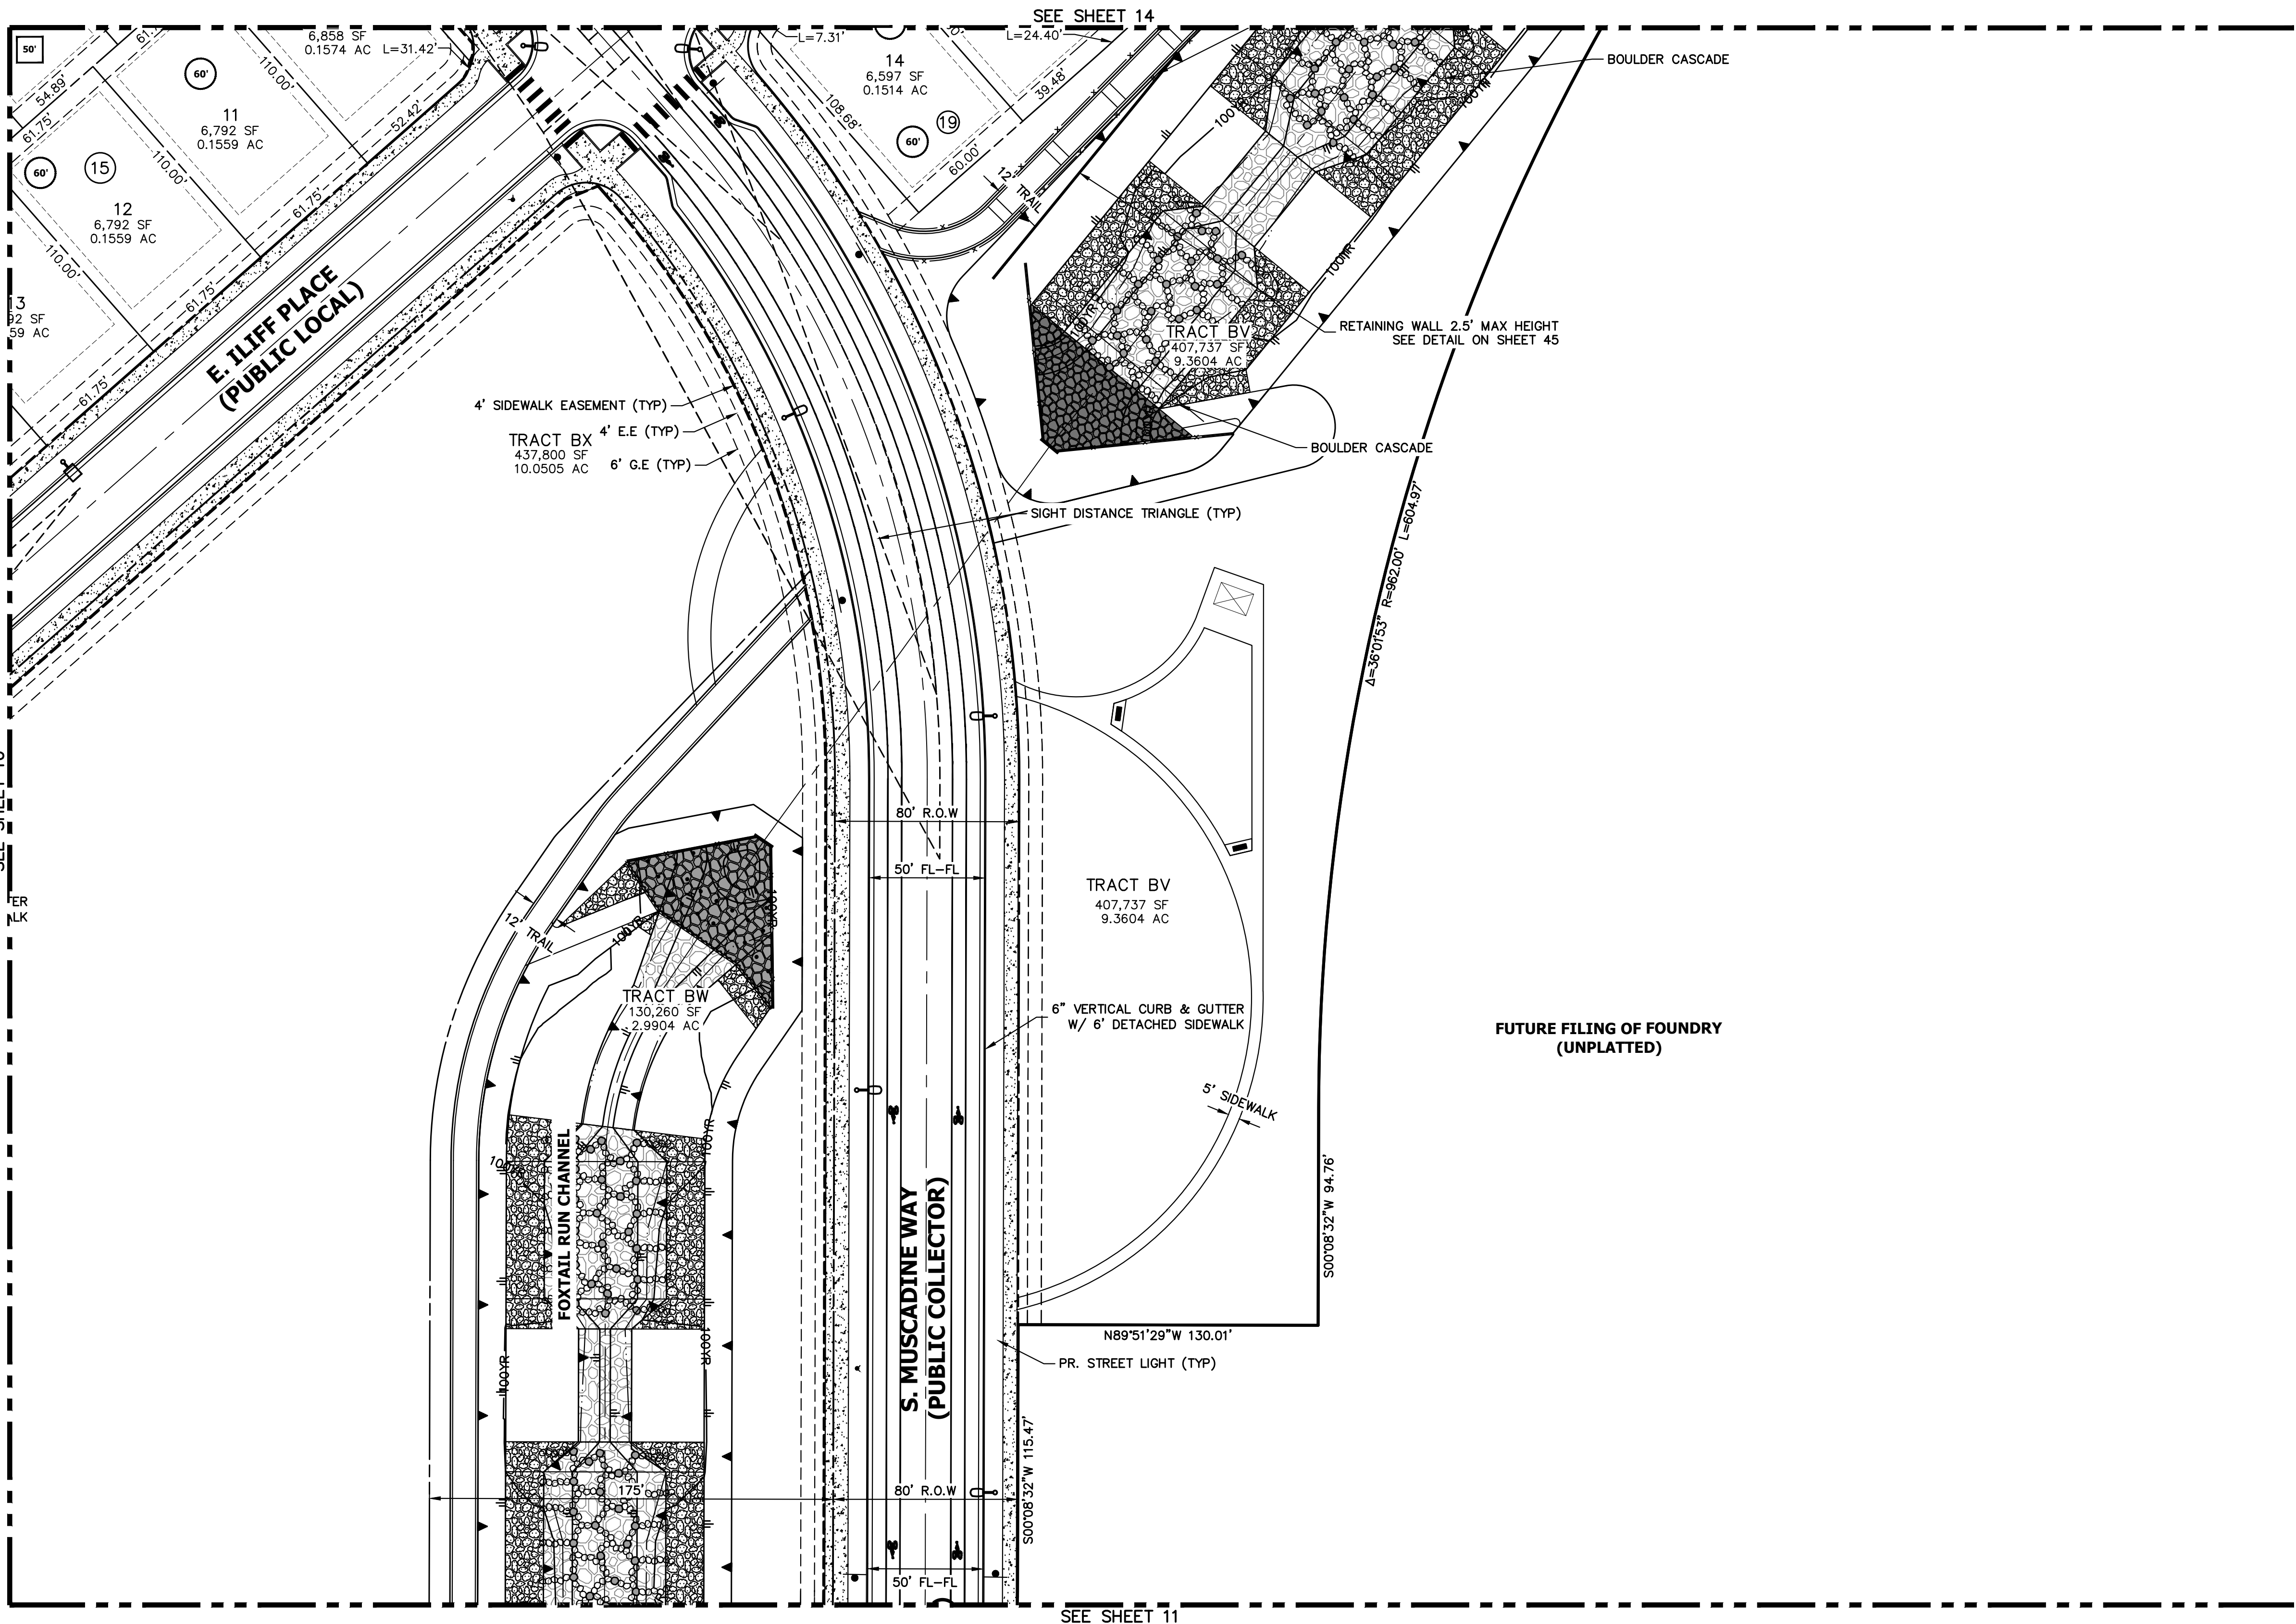 SEE SHEET 14
50'
6,858 SF
0.1574 AC
L=31.42'
60'
110.00'
54.89'
61.75'
11
6,792 SF
0.1559 AC
52.42'
60'
15
110.00'
12
6,792 SF
0.1559 AC
61.75'
110.00'
61.75'
61.75'
E. ILIFF PLACE
(PUBLIC LOCAL)
L=7.31'
L=24.40'
14
6,597 SF
0.1514 AC
39.48'
108.68'
19
60'
60.00'
12' TRAIL
BOULDER CASCADE
100YR
100YR
100YR
100YR
TRACT BV
407,737 SF
9.3604 AC
RETAINING WALL 2.5' MAX HEIGHT
SEE DETAIL ON SHEET 45
BOULDER CASCADE
4' SIDEWALK EASEMENT (TYP)
4' E.E (TYP)
6' G.E (TYP)
TRACT BX
437,800 SF
10.0505 AC
SIGHT DISTANCE TRIANGLE (TYP)
Δ=36°01'53" R=962.00' L=604.97'
80' R.O.W
50' FL-FL
TRACT BV
407,737 SF
9.3604 AC
12' TRAIL
100YR
100YR
TRACT BW
130,260 SF
2.9904 AC
6" VERTICAL CURB & GUTTER
W/ 6' DETACHED SIDEWALK
FUTURE FILING OF FOUNDRY
(UNPLATTED)
5' SIDEWALK
100YR
100YR
FOXTAIL RUN CHANNEL
S. MUSCADINE WAY
(PUBLIC COLLECTOR)
S00°08'32"W 94.76'
N89°51'29"W 130.01'
PR. STREET LIGHT (TYP)
100YR
100YR
S00°08'32"W 115.47'
175'
80' R.O.W
50' FL-FL
SEE SHEET 11